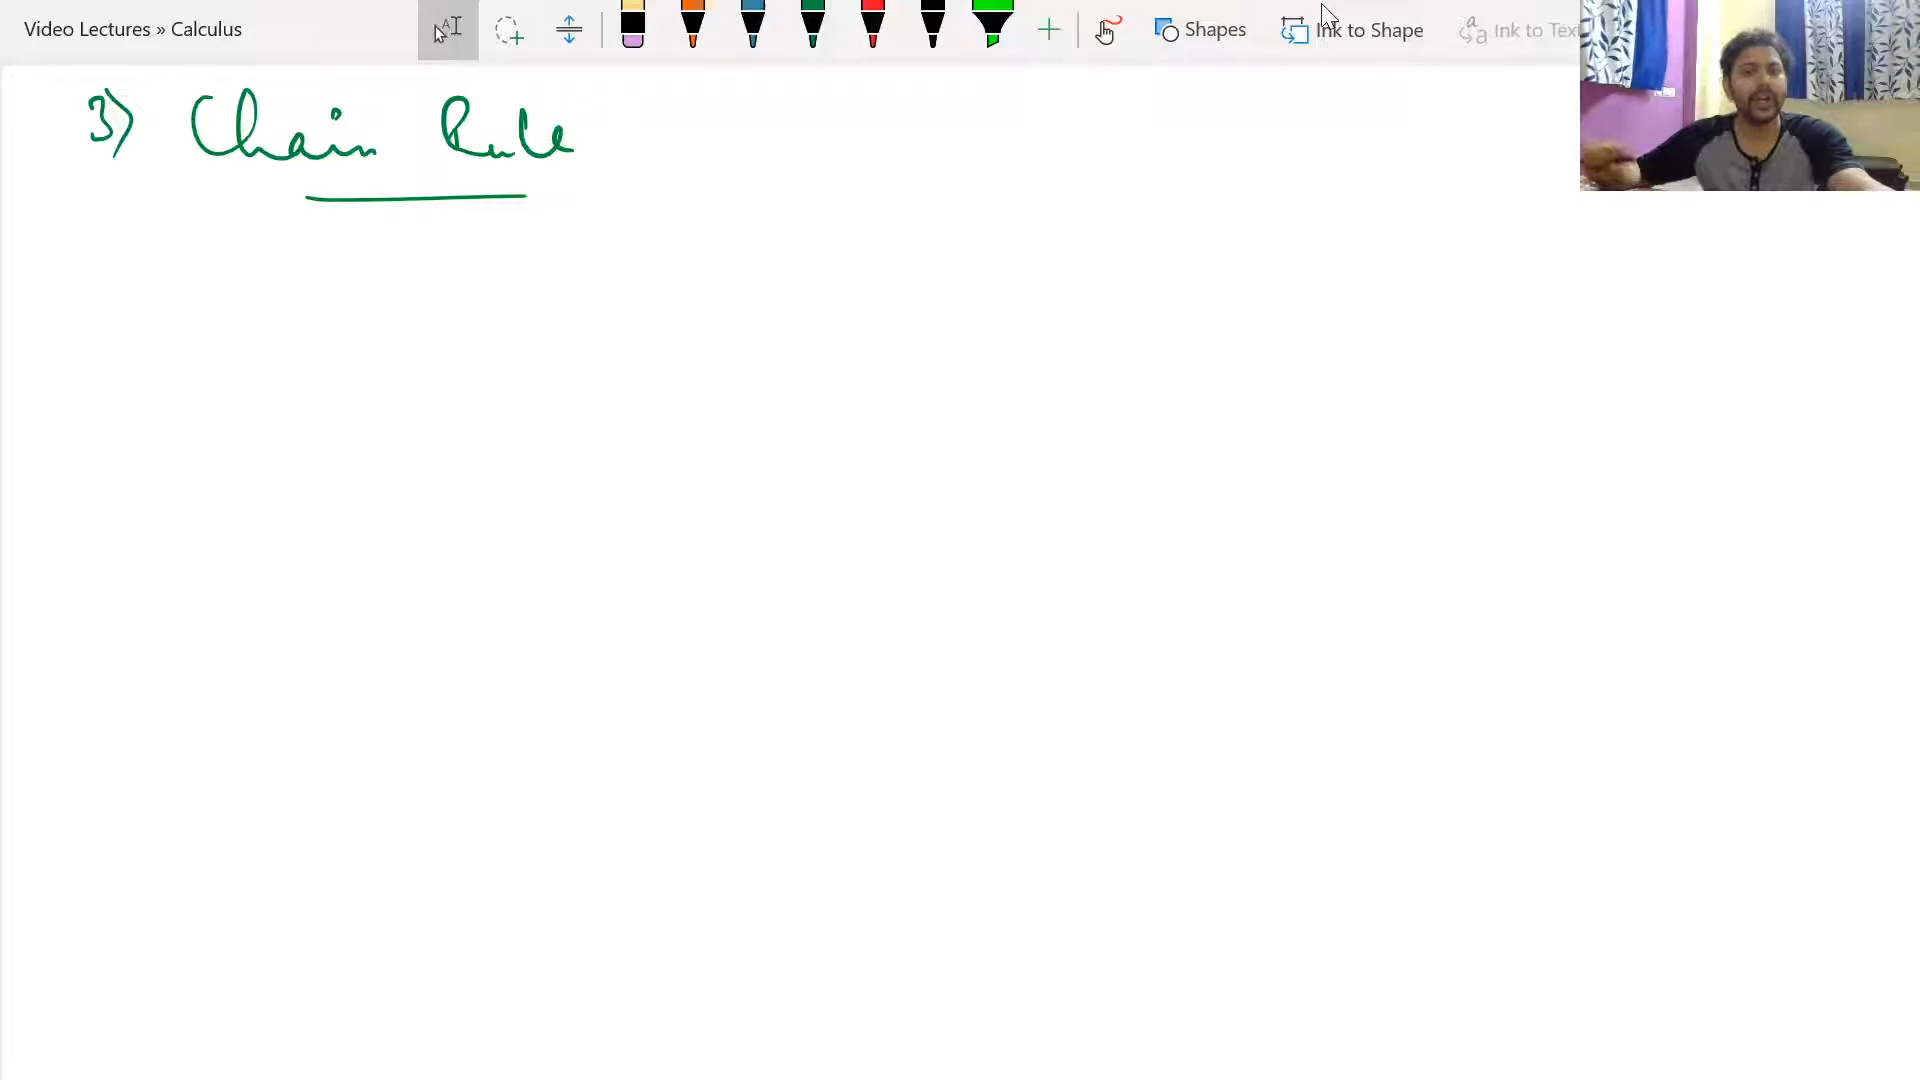 Video Lectures » Calculus
Shapes
Ink to Shape
Ink to Text
3) Chain Rule